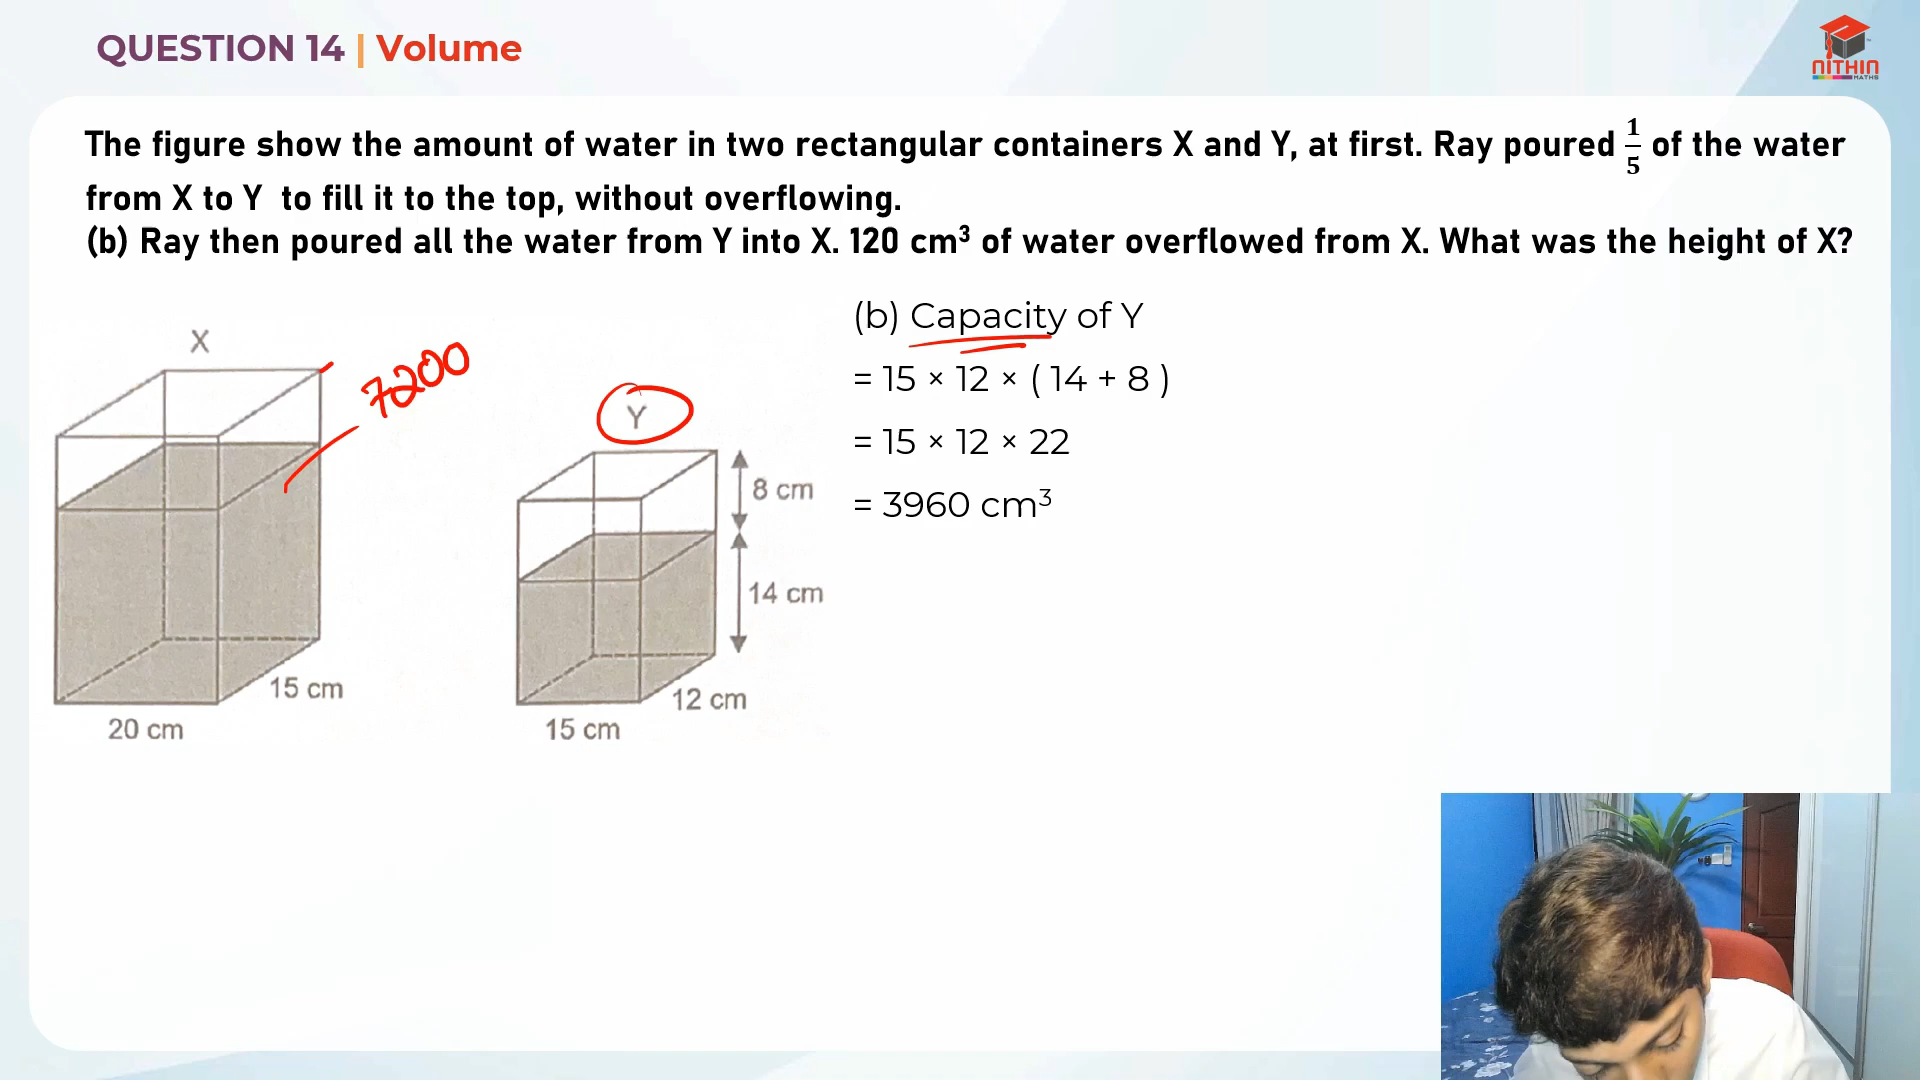 QUESTION 14 | Volume
NITHIN
MATHS
The figure show the amount of water in two rectangular containers X and Y, at first. Ray poured 1/5 of the water
from X to Y to fill it to the top, without overflowing.
(b) Ray then poured all the water from Y into X. 120 cm³ of water overflowed from X. What was the height of X?
(b) Capacity of Y
= 15 × 12 × ( 14 + 8 )
= 15 × 12 × 22
= 3960 cm³
X
7200
15 cm
20 cm
Y
8 cm
14 cm
12 cm
15 cm